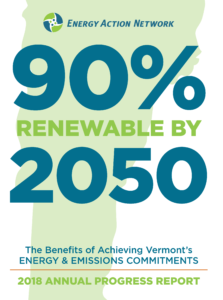 ENERGY ACTION NETWORK
90%
RENEWABLE BY
2050
The Benefits of Achieving Vermont's
ENERGY & EMISSIONS COMMITMENTS
2018 ANNUAL PROGRESS REPORT